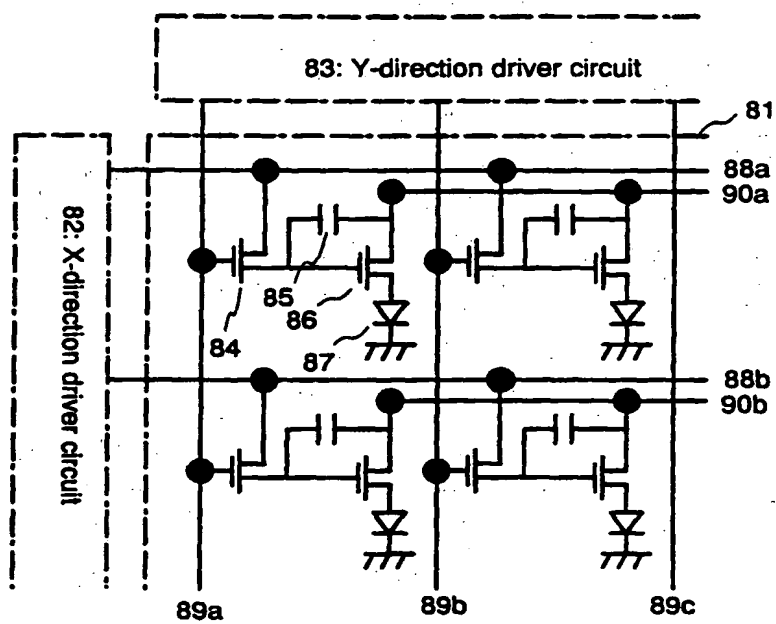 83: Y-direction driver circuit
81
88a
90a
82: X-direction driver circuit
85
86
84
87
88b
90b
89a
89b
89c